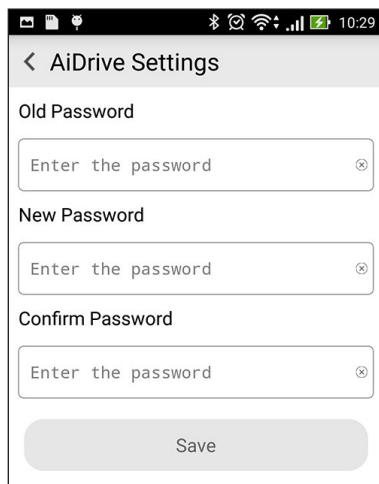 10:29
AiDrive Settings
Old Password
Enter the password
New Password
Enter the password
Confirm Password
Enter the password
Save